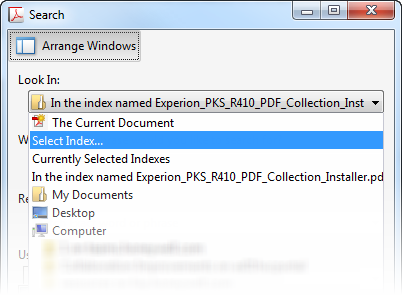 Search
Arrange Windows
Look In:
In the index named Experion_PKS_R410_PDF_Collection_Inst
The Current Document
Select Index...
Currently Selected Indexes
In the index named Experion_PKS_R410_PDF_Collection_Installer.pd
My Documents
Desktop
Computer